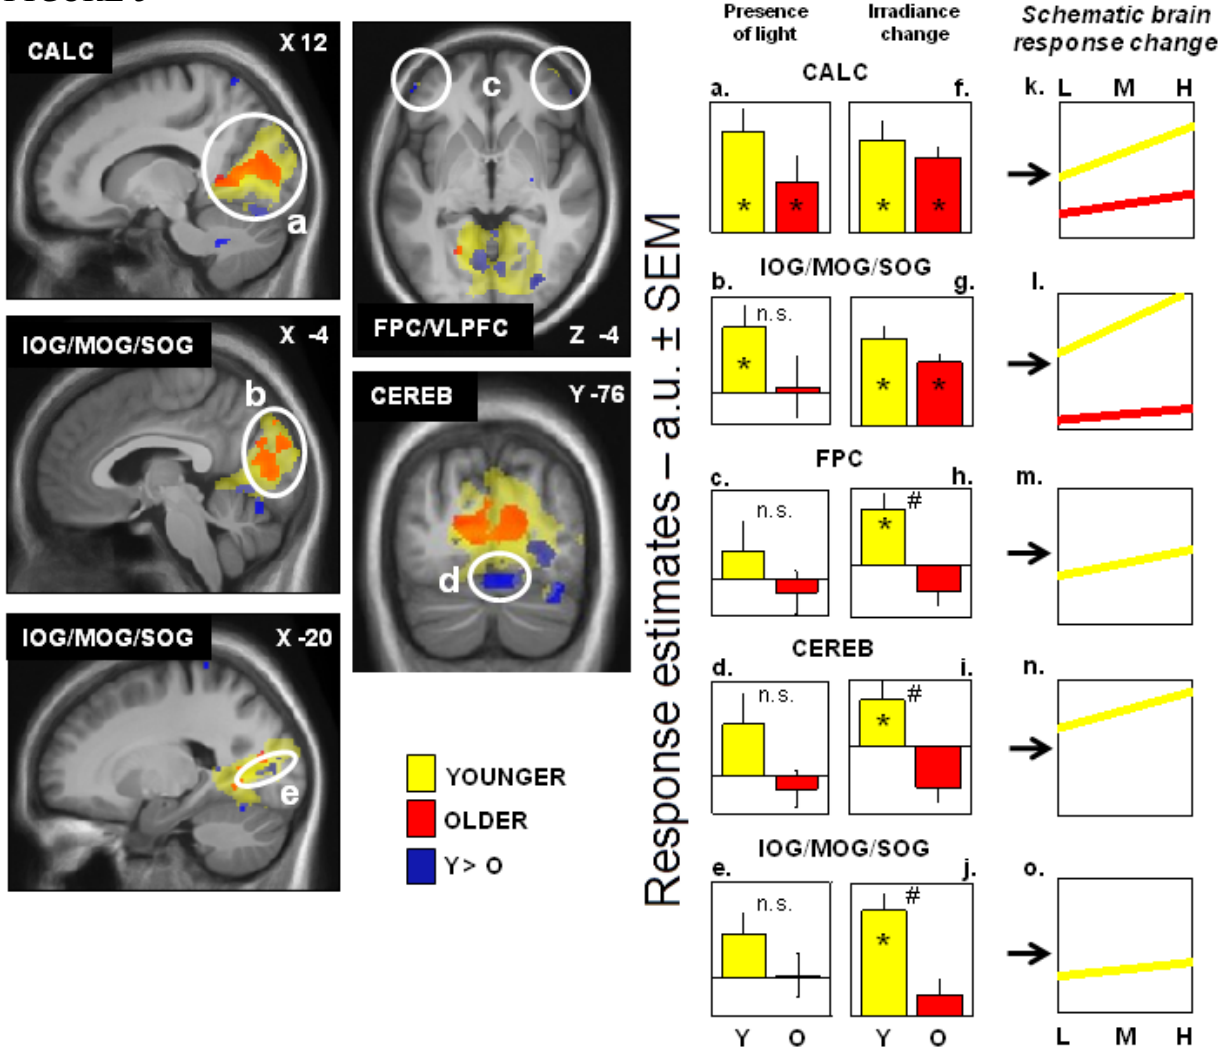 CALC
X 12
a
IOG/MOG/SOG
X -4
b
IOG/MOG/SOG
X -20
e
c
FPC/VLPFC
Z -4
CEREB
Y -76
d
YOUNGER
OLDER
Y> O
Response estimates – a.u. ± SEM
Presence
of light
Irradiance
change
Schematic brain
response change
CALC
a.
f.
k.
L M H
* * * *
IOG/MOG/SOG
b.
g.
l.
n.s.
* * *
FPC
c.
h.
m.
n.s.
#
*
CEREB
d.
i.
n.
n.s.
#
*
IOG/MOG/SOG
e.
j.
o.
n.s.
#
*
Y O Y O L M H